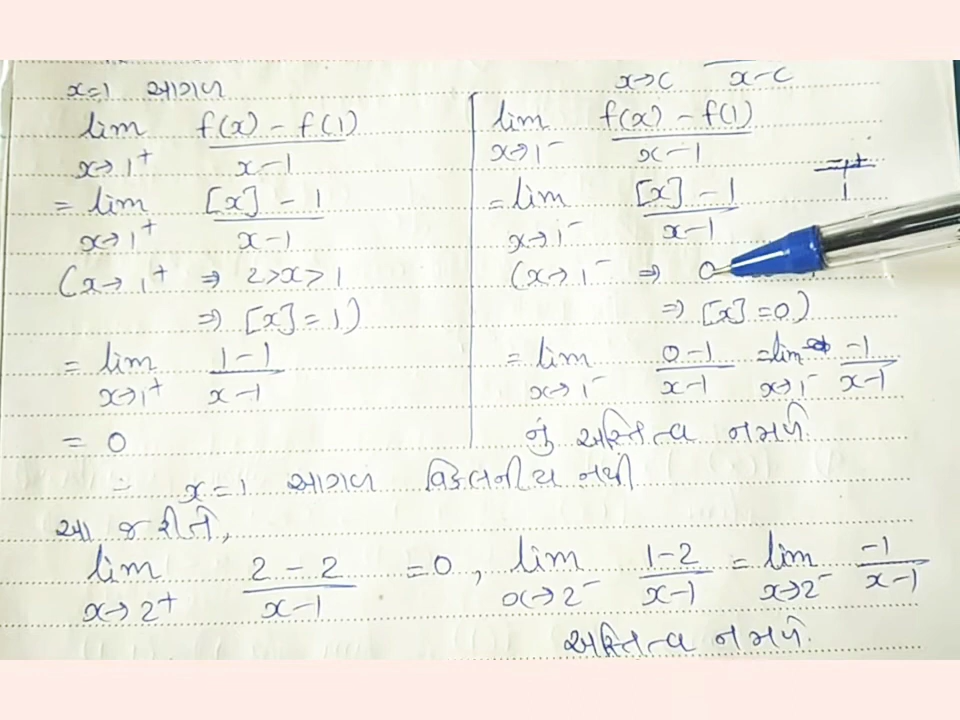 x=1 આગળ
lim x→1⁺ f(x) - f(1) / x-1
= lim x→1⁺ [x] - 1 / x-1
(x→1⁺ ⇒ 2>x>1
⇒ [x] = 1)
= lim x→1⁺ 1-1 / x-1
= 0
x→c x-c
lim x→1⁻ f(x) - f(1) / x-1
= lim x→1⁻ [x] - 1 / x-1
(x→1⁻ ⇒ 0
⇒ [x] = 0)
= lim x→1⁻ 0-1 / x-1 = lim x→1⁻ -1 / x-1
નું અસ્તિત્વ ન મળે.
x=1 આગળ વિકલનીય નથી
આ જ રીતે,
lim x→2⁺ 2-2 / x-1 = 0, lim x→2⁻ 1-2 / x-1 = lim x→2⁻ -1 / x-1
અસ્તિત્વ ન મળે.